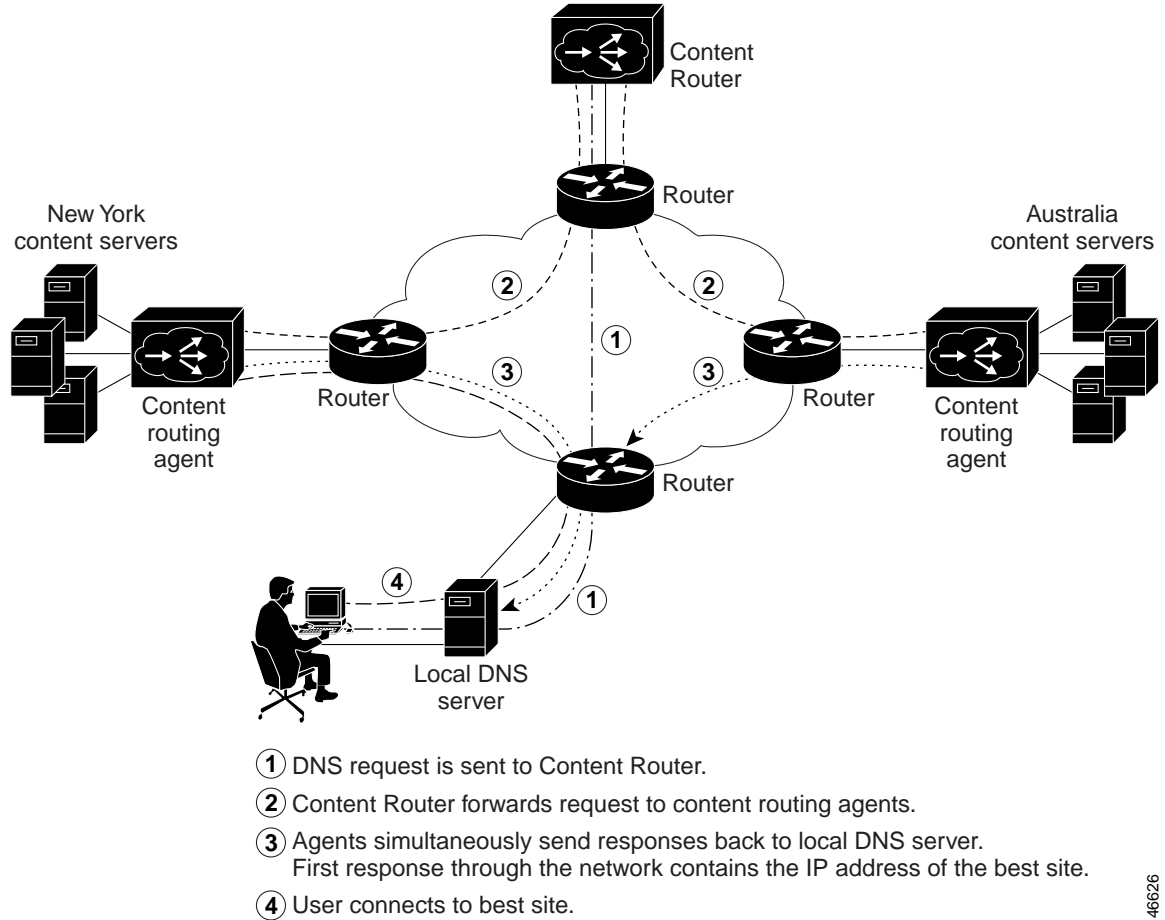 Content
Router
Router
New York
content servers
Australia
content servers
2
2
1
3
3
Content
routing
agent
Router
Router
Content
routing
agent
Router
4
1
Local DNS
server
1 DNS request is sent to Content Router.
2 Content Router forwards request to content routing agents.
3 Agents simultaneously send responses back to local DNS server.
First response through the network contains the IP address of the best site.
4 User connects to best site.
46626